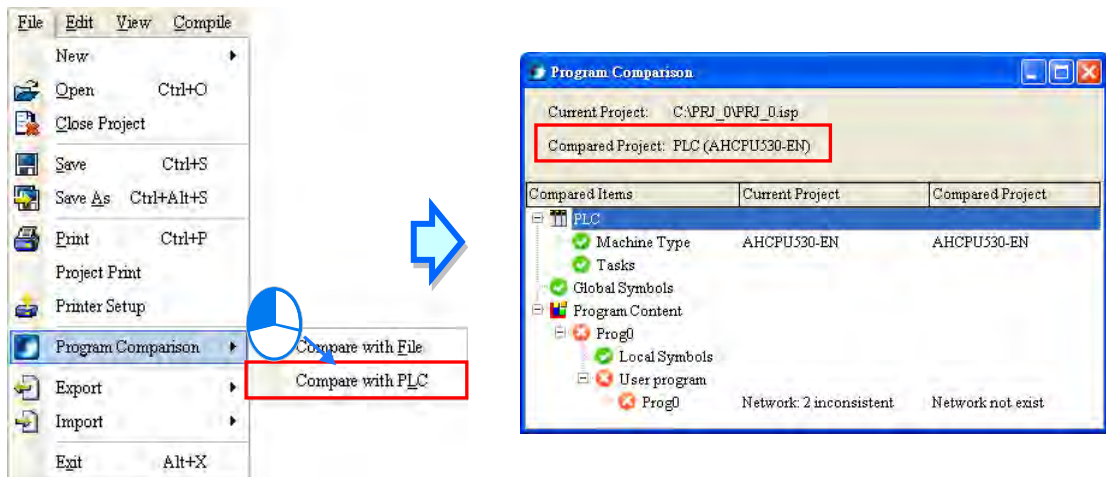 File Edit View Compile
New
Open Ctrl+O
Close Project
Save Ctrl+S
Save As Ctrl+Alt+S
Print Ctrl+P
Project Print
Printer Setup
Program Comparison
Compare with File
Compare with PLC
Export
Import
Exit Alt+X
Program Comparison
Current Project: C:\PRJ_0\PRJ_0.isp
Compared Project: PLC (AHCPU530-EN)
Compared Items Current Project Compared Project
PLC
Machine Type AHCPU530-EN AHCPU530-EN
Tasks
Global Symbols
Program Content
Prog0
Local Symbols
User program
Prog0 Network: 2 inconsistent Network not exist